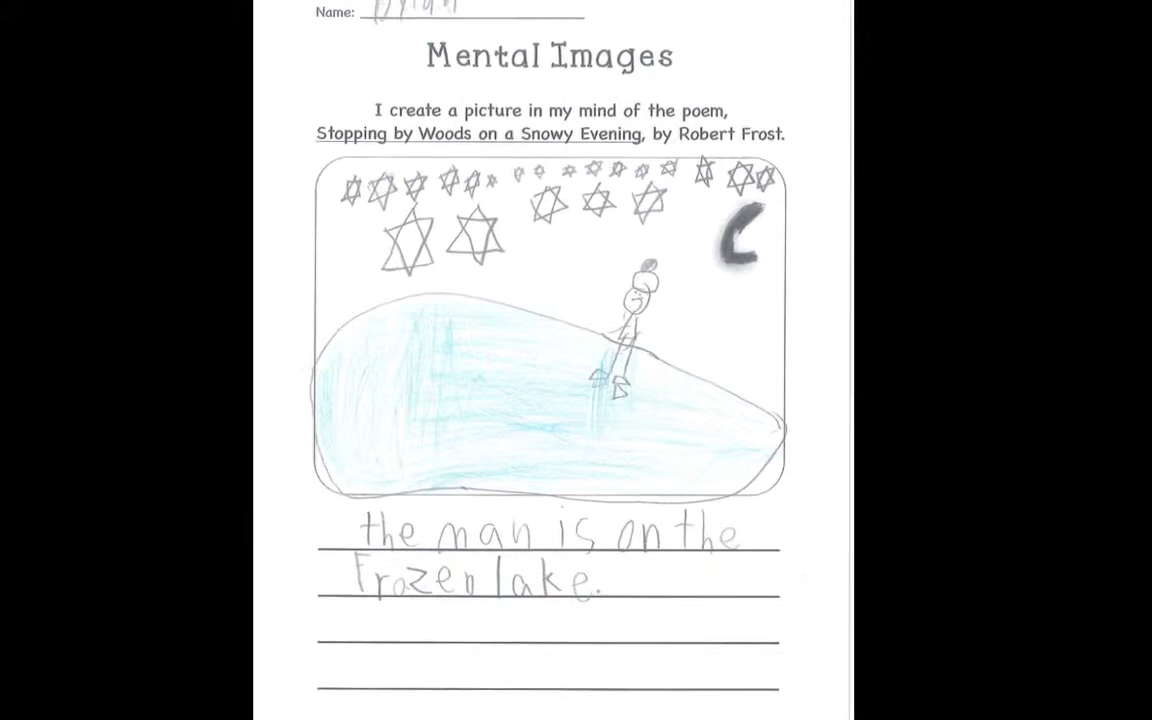 Name:
Mental Images
I create a picture in my mind of the poem,
Stopping by Woods on a Snowy Evening, by Robert Frost.
the man is on the
Frozen lake.